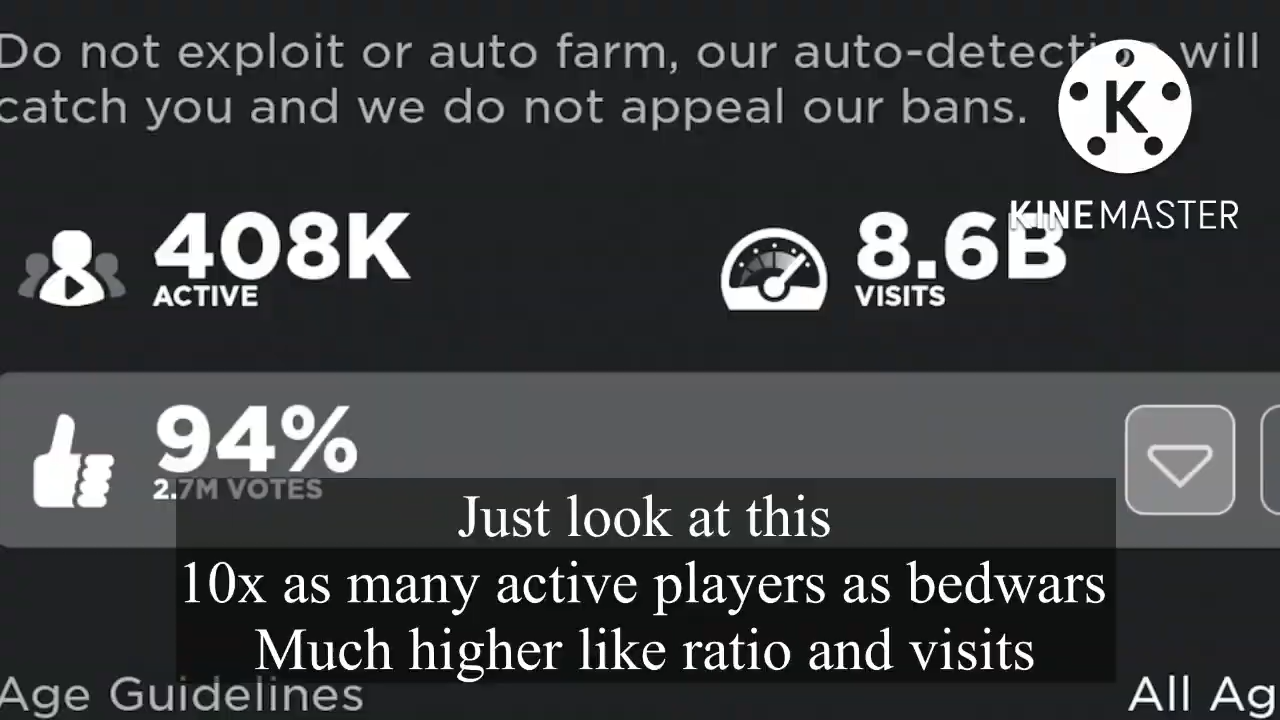 Do not exploit or auto farm, our auto-detection will
catch you and we do not appeal our bans.
K
KINEMASTER
408K
ACTIVE
8.6B
VISITS
94%
2.7M VOTES
Just look at this
10x as many active players as bedwars
Much higher like ratio and visits
Age Guidelines
All Ag